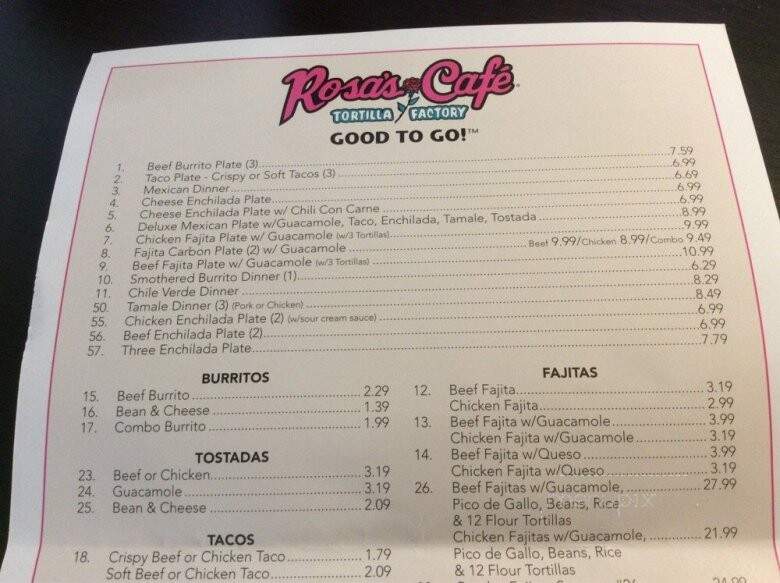 Rosa's Café
TORTILLA FACTORY
GOOD TO GO!™
1. Beef Burrito Plate (3) 7.59
2. Taco Plate - Crispy or Soft Tacos (3) 6.99
3. Mexican Dinner 6.69
4. Cheese Enchilada Plate 6.99
5. Cheese Enchilada Plate w/ Chili Con Carne 6.99
6. Deluxe Mexican Plate w/Guacamole, Taco, Enchilada, Tamale, Tostada 8.99
7. Chicken Fajita Plate w/ Guacamole (w/3 Tortillas) 9.99
8. Fajita Carbon Plate (2) w/ Guacamole Beef 9.99/Chicken 8.99/Combo 9.49
9. Beef Fajita Plate w/ Guacamole (w/3 Tortillas) 10.99
10. Smothered Burrito Dinner (1) 6.29
11. Chile Verde Dinner 8.29
50. Tamale Dinner (3) (Pork or Chicken) 8.49
55. Chicken Enchilada Plate (2) (w/sour cream sauce) 6.99
56. Beef Enchilada Plate (2) 6.99
57. Three Enchilada Plate 7.79
BURRITOS
15. Beef Burrito 2.29
16. Bean & Cheese 1.39
17. Combo Burrito 1.99
TOSTADAS
23. Beef or Chicken 3.19
24. Guacamole 3.19
25. Bean & Cheese 2.09
TACOS
18. Crispy Beef or Chicken Taco 1.79
Soft Beef or Chicken Taco 2.09
FAJITAS
12. Beef Fajita 3.19
Chicken Fajita 2.99
13. Beef Fajita w/Guacamole 3.99
Chicken Fajita w/Guacamole 3.19
14. Beef Fajita w/Queso 3.99
Chicken Fajita w/Queso 3.19
26. Beef Fajitas w/Guacamole, 27.99
Pico de Gallo, Beans, Rice
& 12 Flour Tortillas
Chicken Fajitas w/Guacamole, 21.99
Pico de Gallo, Beans, Rice
& 12 Flour Tortillas